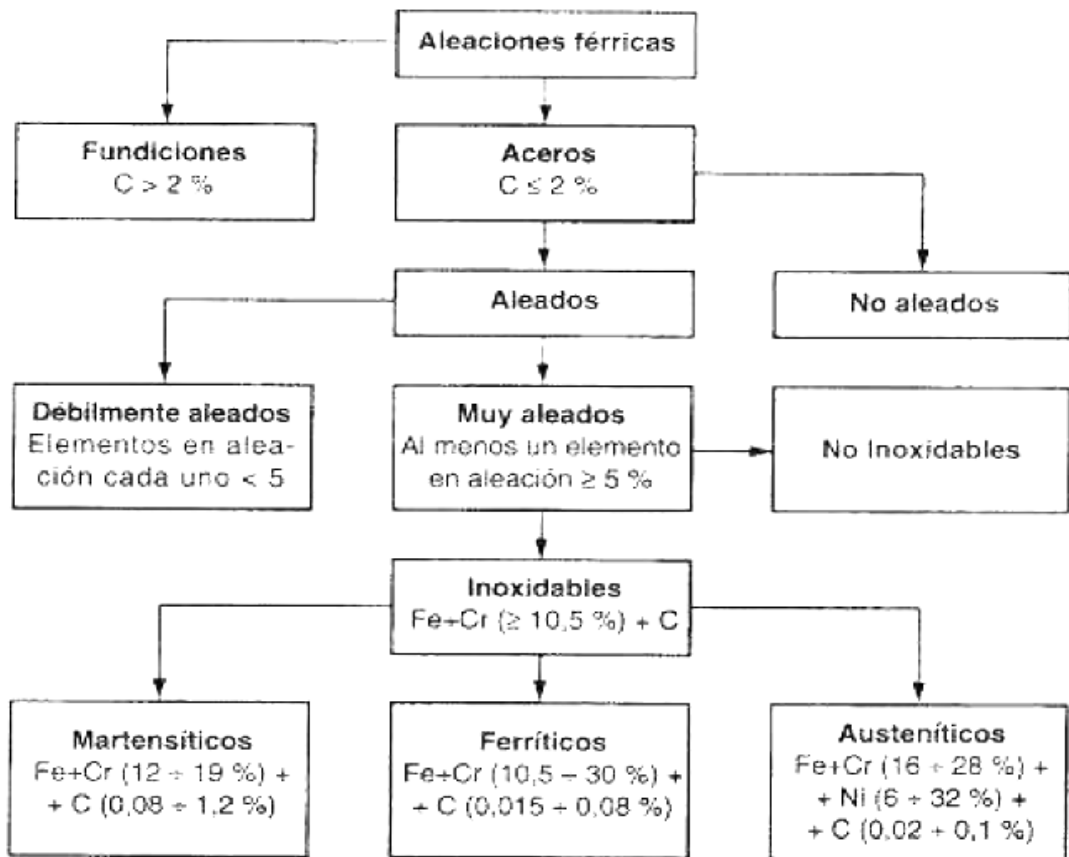 Aleaciones férricas
Fundiciones
C > 2 %
Aceros
C ≤ 2 %
Aleados
No aleados
Débilmente aleados
Elementos en alea-
ción cada uno < 5
Muy aleados
Al menos un elemento
en aleación ≥ 5 %
No Inoxidables
Inoxidables
Fe+Cr (≥ 10,5 %) + C
Martensíticos
Fe+Cr (12 ÷ 19 %) +
+ C (0,08 ÷ 1,2 %)
Ferríticos
Fe+Cr (10,5 ÷ 30 %) +
+ C (0,015 ÷ 0,08 %)
Austeníticos
Fe+Cr (16 ÷ 28 %) +
+ Ni (6 ÷ 32 %) +
+ C (0,02 ÷ 0,1 %)